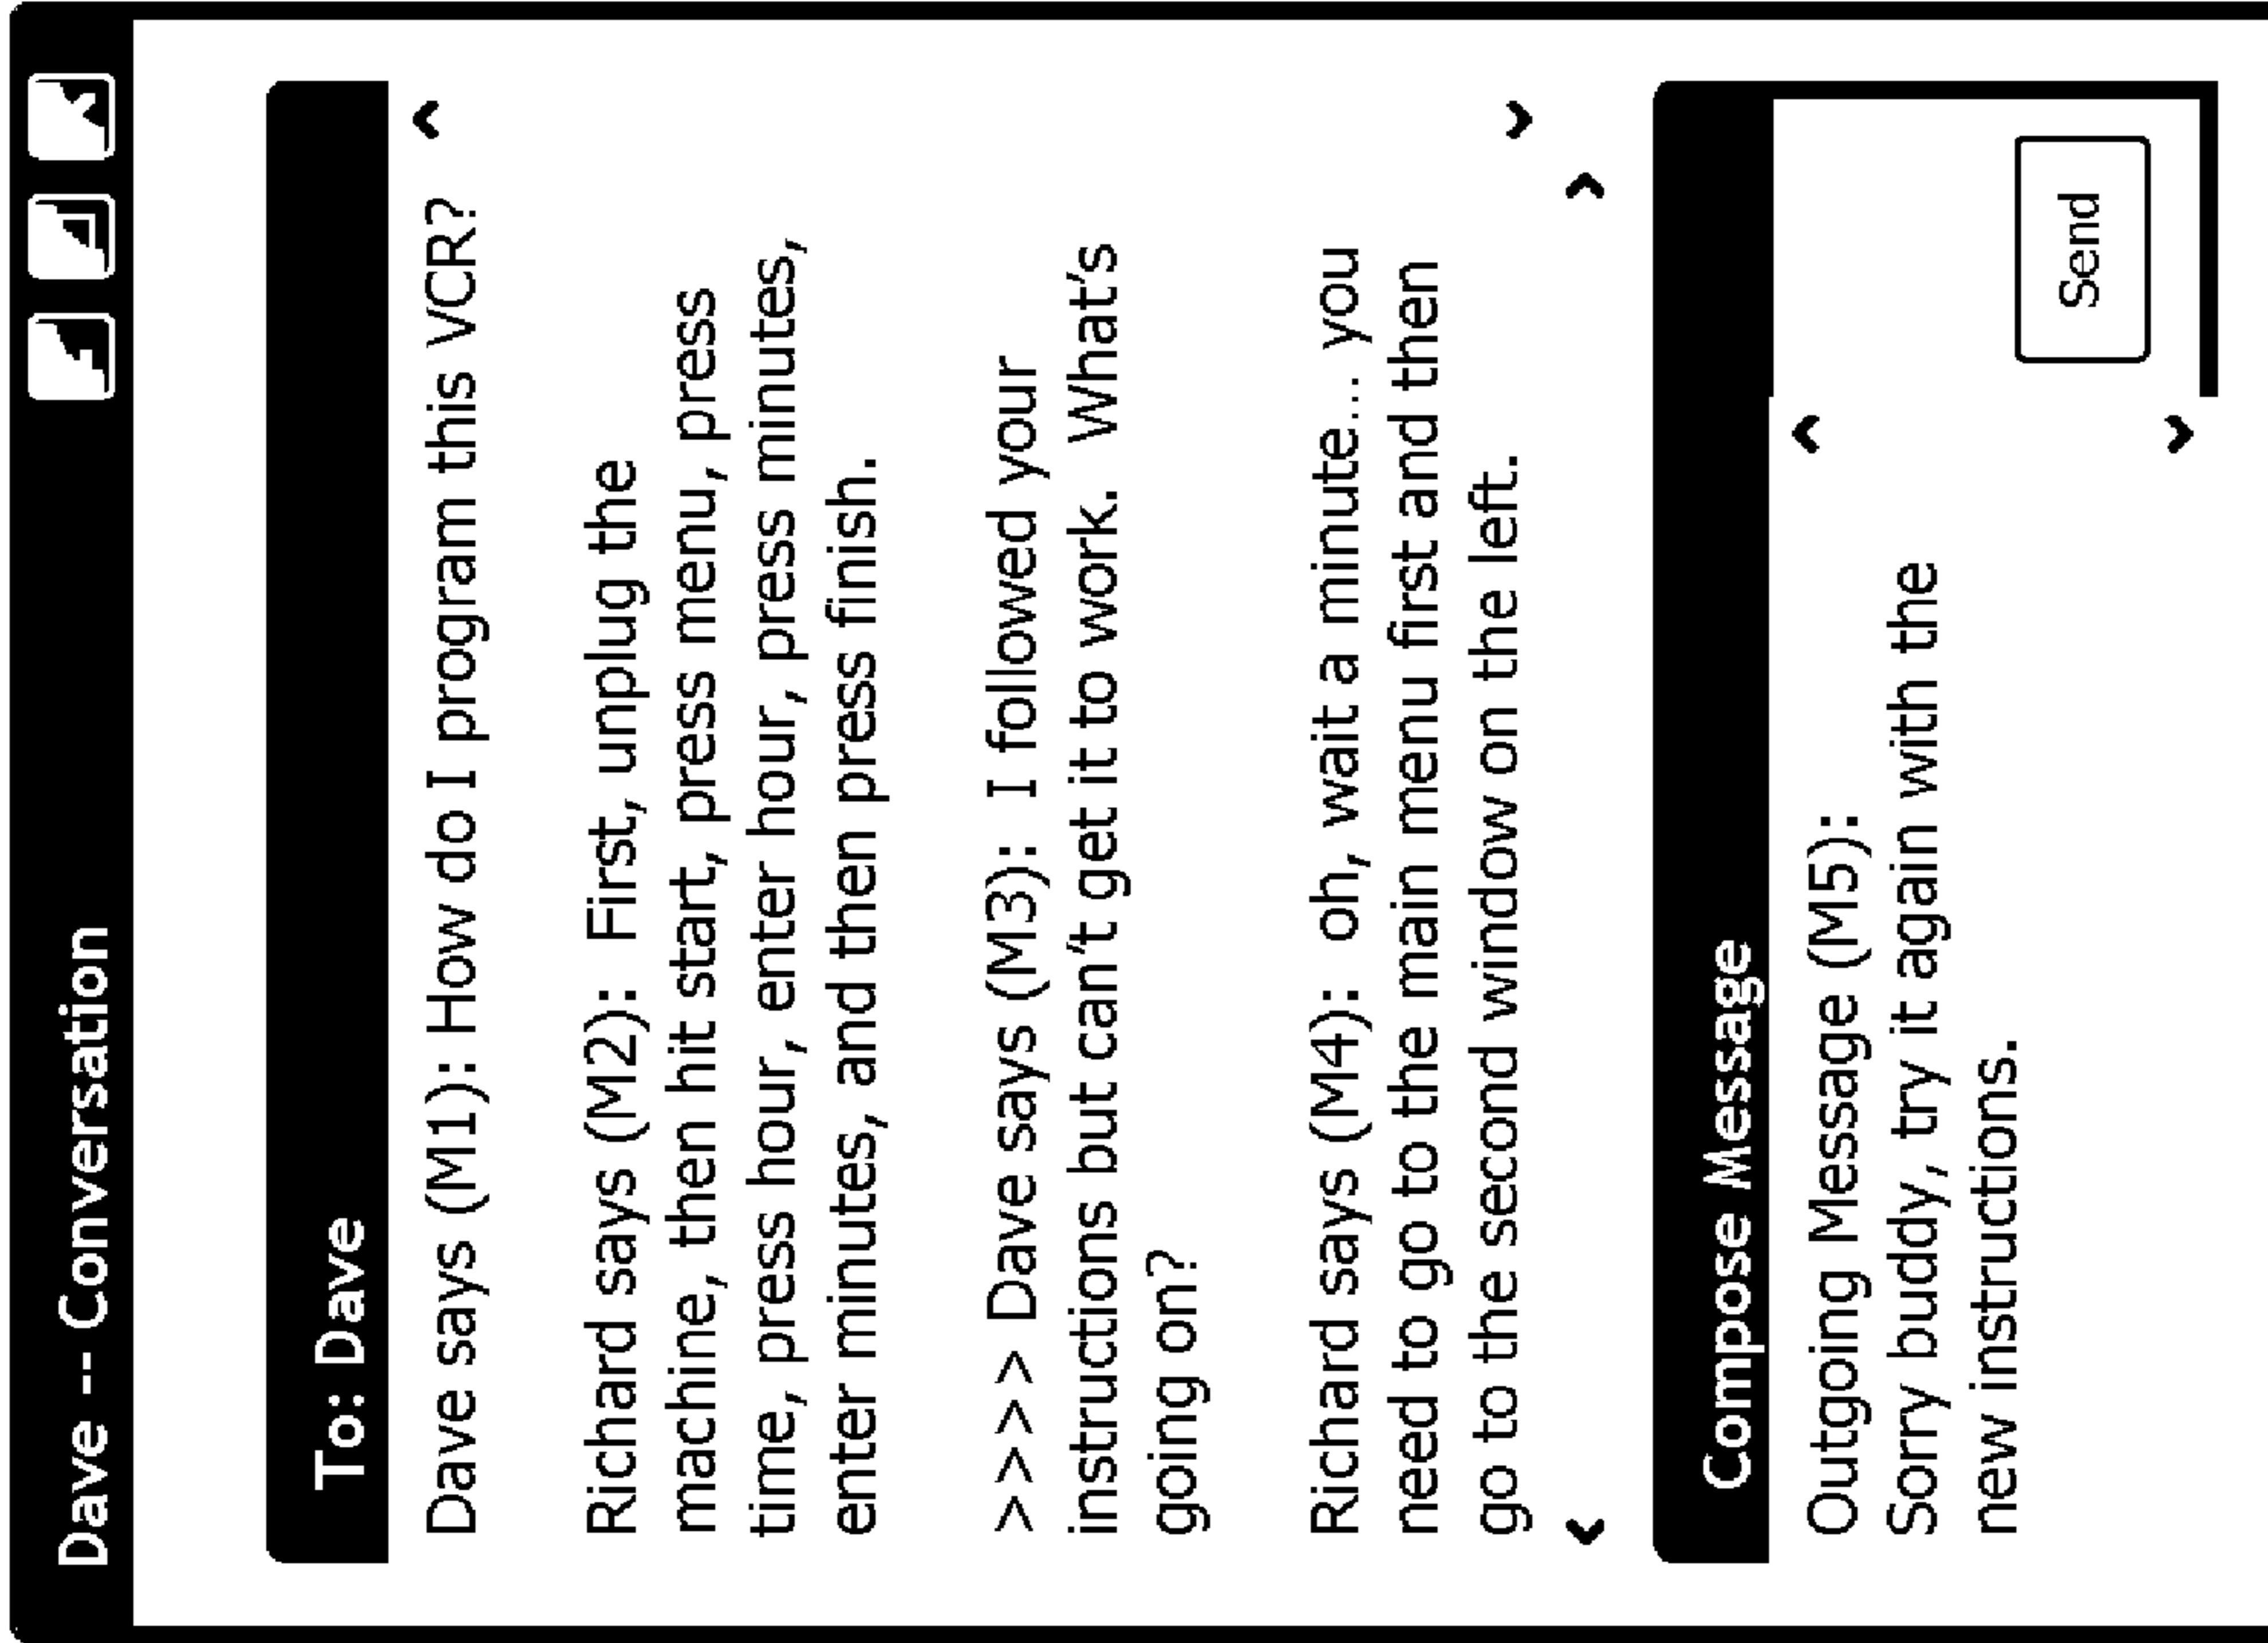 Dave -- Conversation
To: Dave
Dave says (M1): How do I program this VCR?
Richard says (M2):  First, unplug the
machine, then hit start, press menu, press
time, press hour, enter hour, press minutes,
enter minutes, and then press finish.
>>>>> Dave says (M3):  I followed your
instructions but can't get it to work.  What's
going on?
Richard says (M4):  oh, wait a minute... you
need to go to the main menu first and then
go to the second window on the left.
Compose Message
Outgoing Message (M5):
Sorry buddy, try it again with the
new instructions.
Send